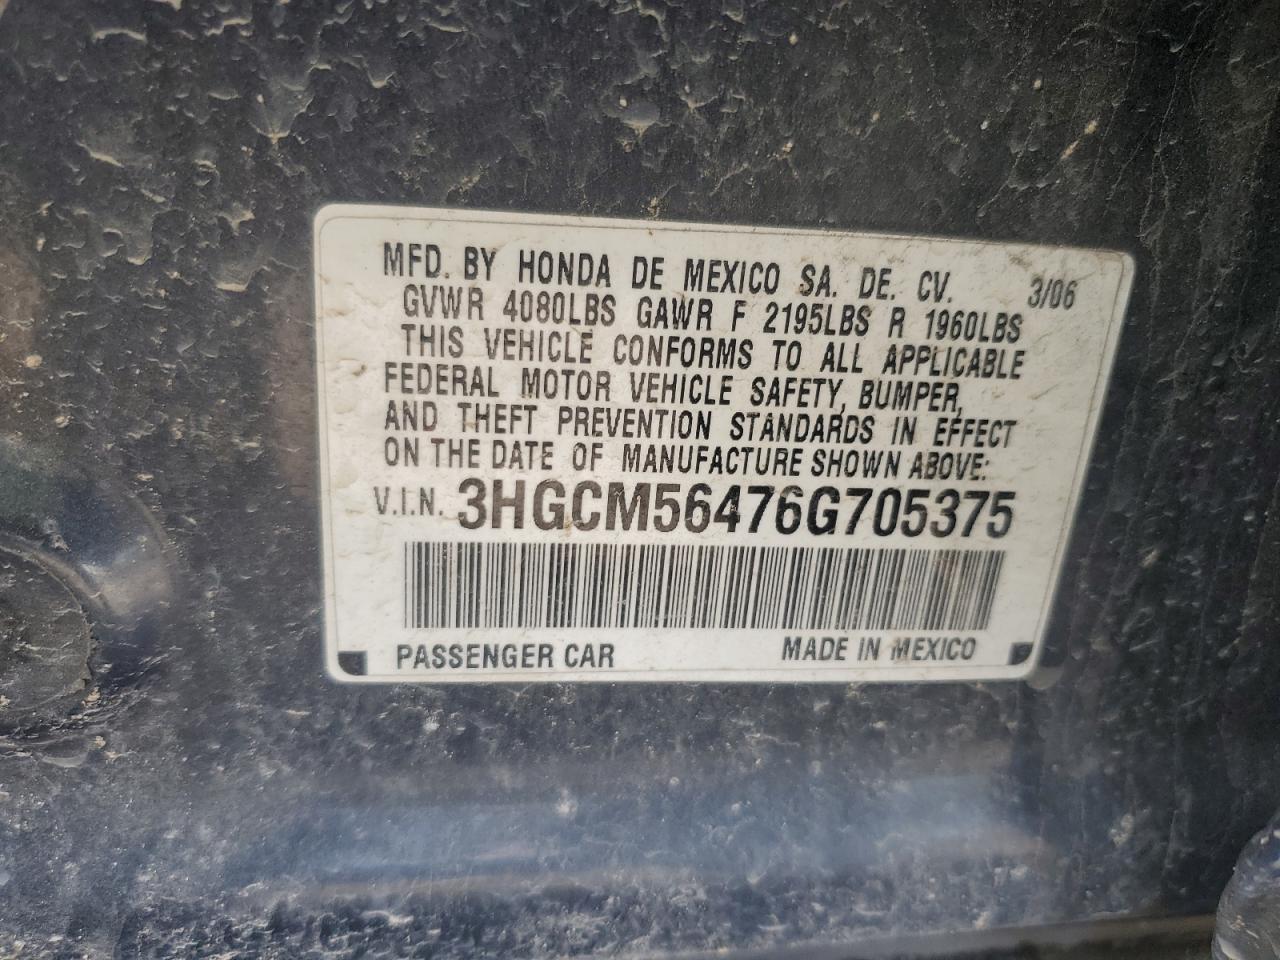 MFD. BY HONDA DE MEXICO SA. DE. CV. 3/06
GVWR 4080LBS GAWR F 2195LBS R 1960LBS
THIS VEHICLE CONFORMS TO ALL APPLICABLE
FEDERAL MOTOR VEHICLE SAFETY, BUMPER,
AND THEFT PREVENTION STANDARDS IN EFFECT
ON THE DATE OF MANUFACTURE SHOWN ABOVE:
V.I.N. 3HGCM56476G705375
PASSENGER CAR MADE IN MEXICO